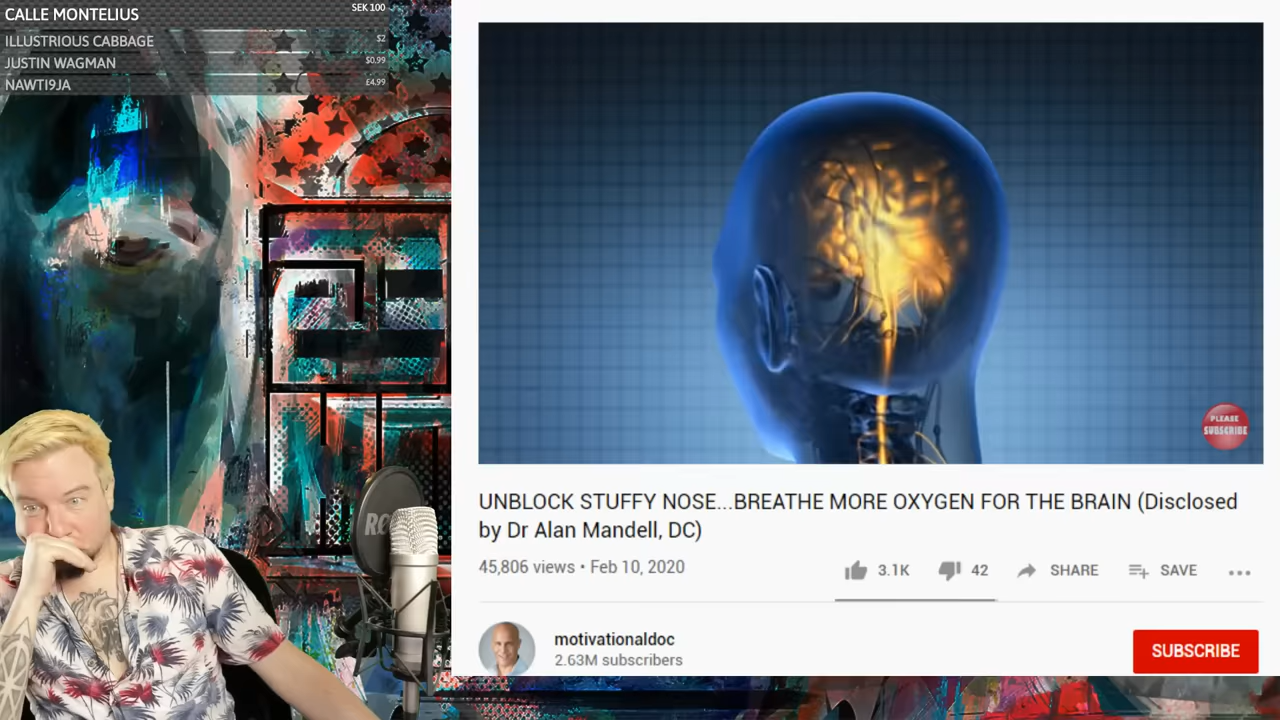 CALLE MONTELIUS
SEK 100
ILLUSTRIOUS CABBAGE
$2
JUSTIN WAGMAN
$0.99
NAWTI9JA
£4.99
PLEASE
SUBSCRIBE
UNBLOCK STUFFY NOSE...BREATHE MORE OXYGEN FOR THE BRAIN (Disclosed
by Dr Alan Mandell, DC)
45,806 views • Feb 10, 2020
3.1K
42
SHARE
SAVE
motivationaldoc
2.63M subscribers
SUBSCRIBE